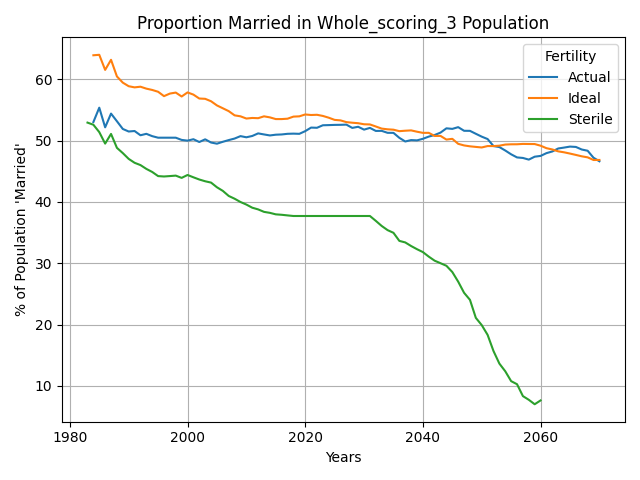 Proportion Married in Whole_scoring_3 Population
Fertility
Actual
Ideal
Sterile
% of Population 'Married'
60
50
40
30
20
10
1980
2000
2020
2040
2060
Years